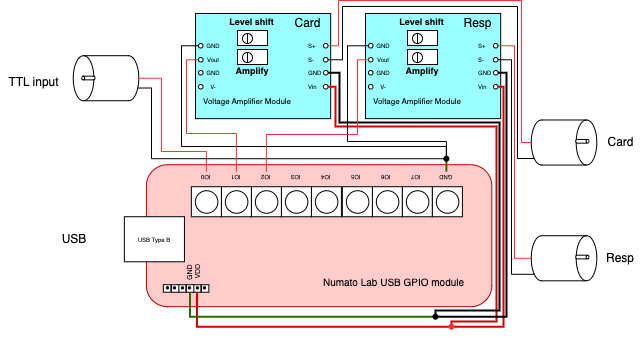 Level shift
Card
GND
Vout
GND
V-
S+
S-
GND
Vin
Amplify
Voltage Amplifier Module
Level shift
Resp
GND
Vout
GND
V-
S+
S-
GND
Vin
Amplify
Voltage Amplifier Module
TTL input
Card
IO0
IO1
IO2
IO3
IO4
IO5
IO6
IO7
GND
USB
USB Type B
Resp
GND
VDD
Numato Lab USB GPIO module